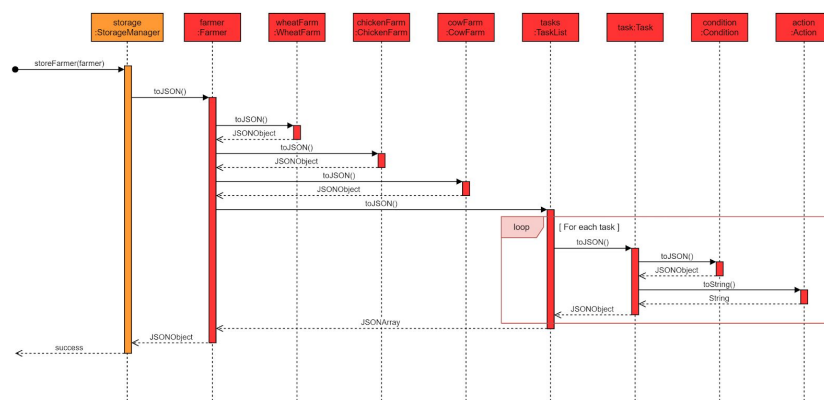 storage
:StorageManager
farmer
:Farmer
wheatFarm
:WheatFarm
chickenFarm
:ChickenFarm
cowFarm
:CowFarm
tasks
:TaskList
task:Task
condition
:Condition
action
:Action
storeFarmer(farmer)
toJSON()
toJSON()
JSONObject
toJSON()
JSONObject
toJSON()
JSONObject
toJSON()
loop
[ For each task ]
toJSON()
toJSON()
JSONObject
toString()
String
JSONObject
JSONArray
JSONObject
success